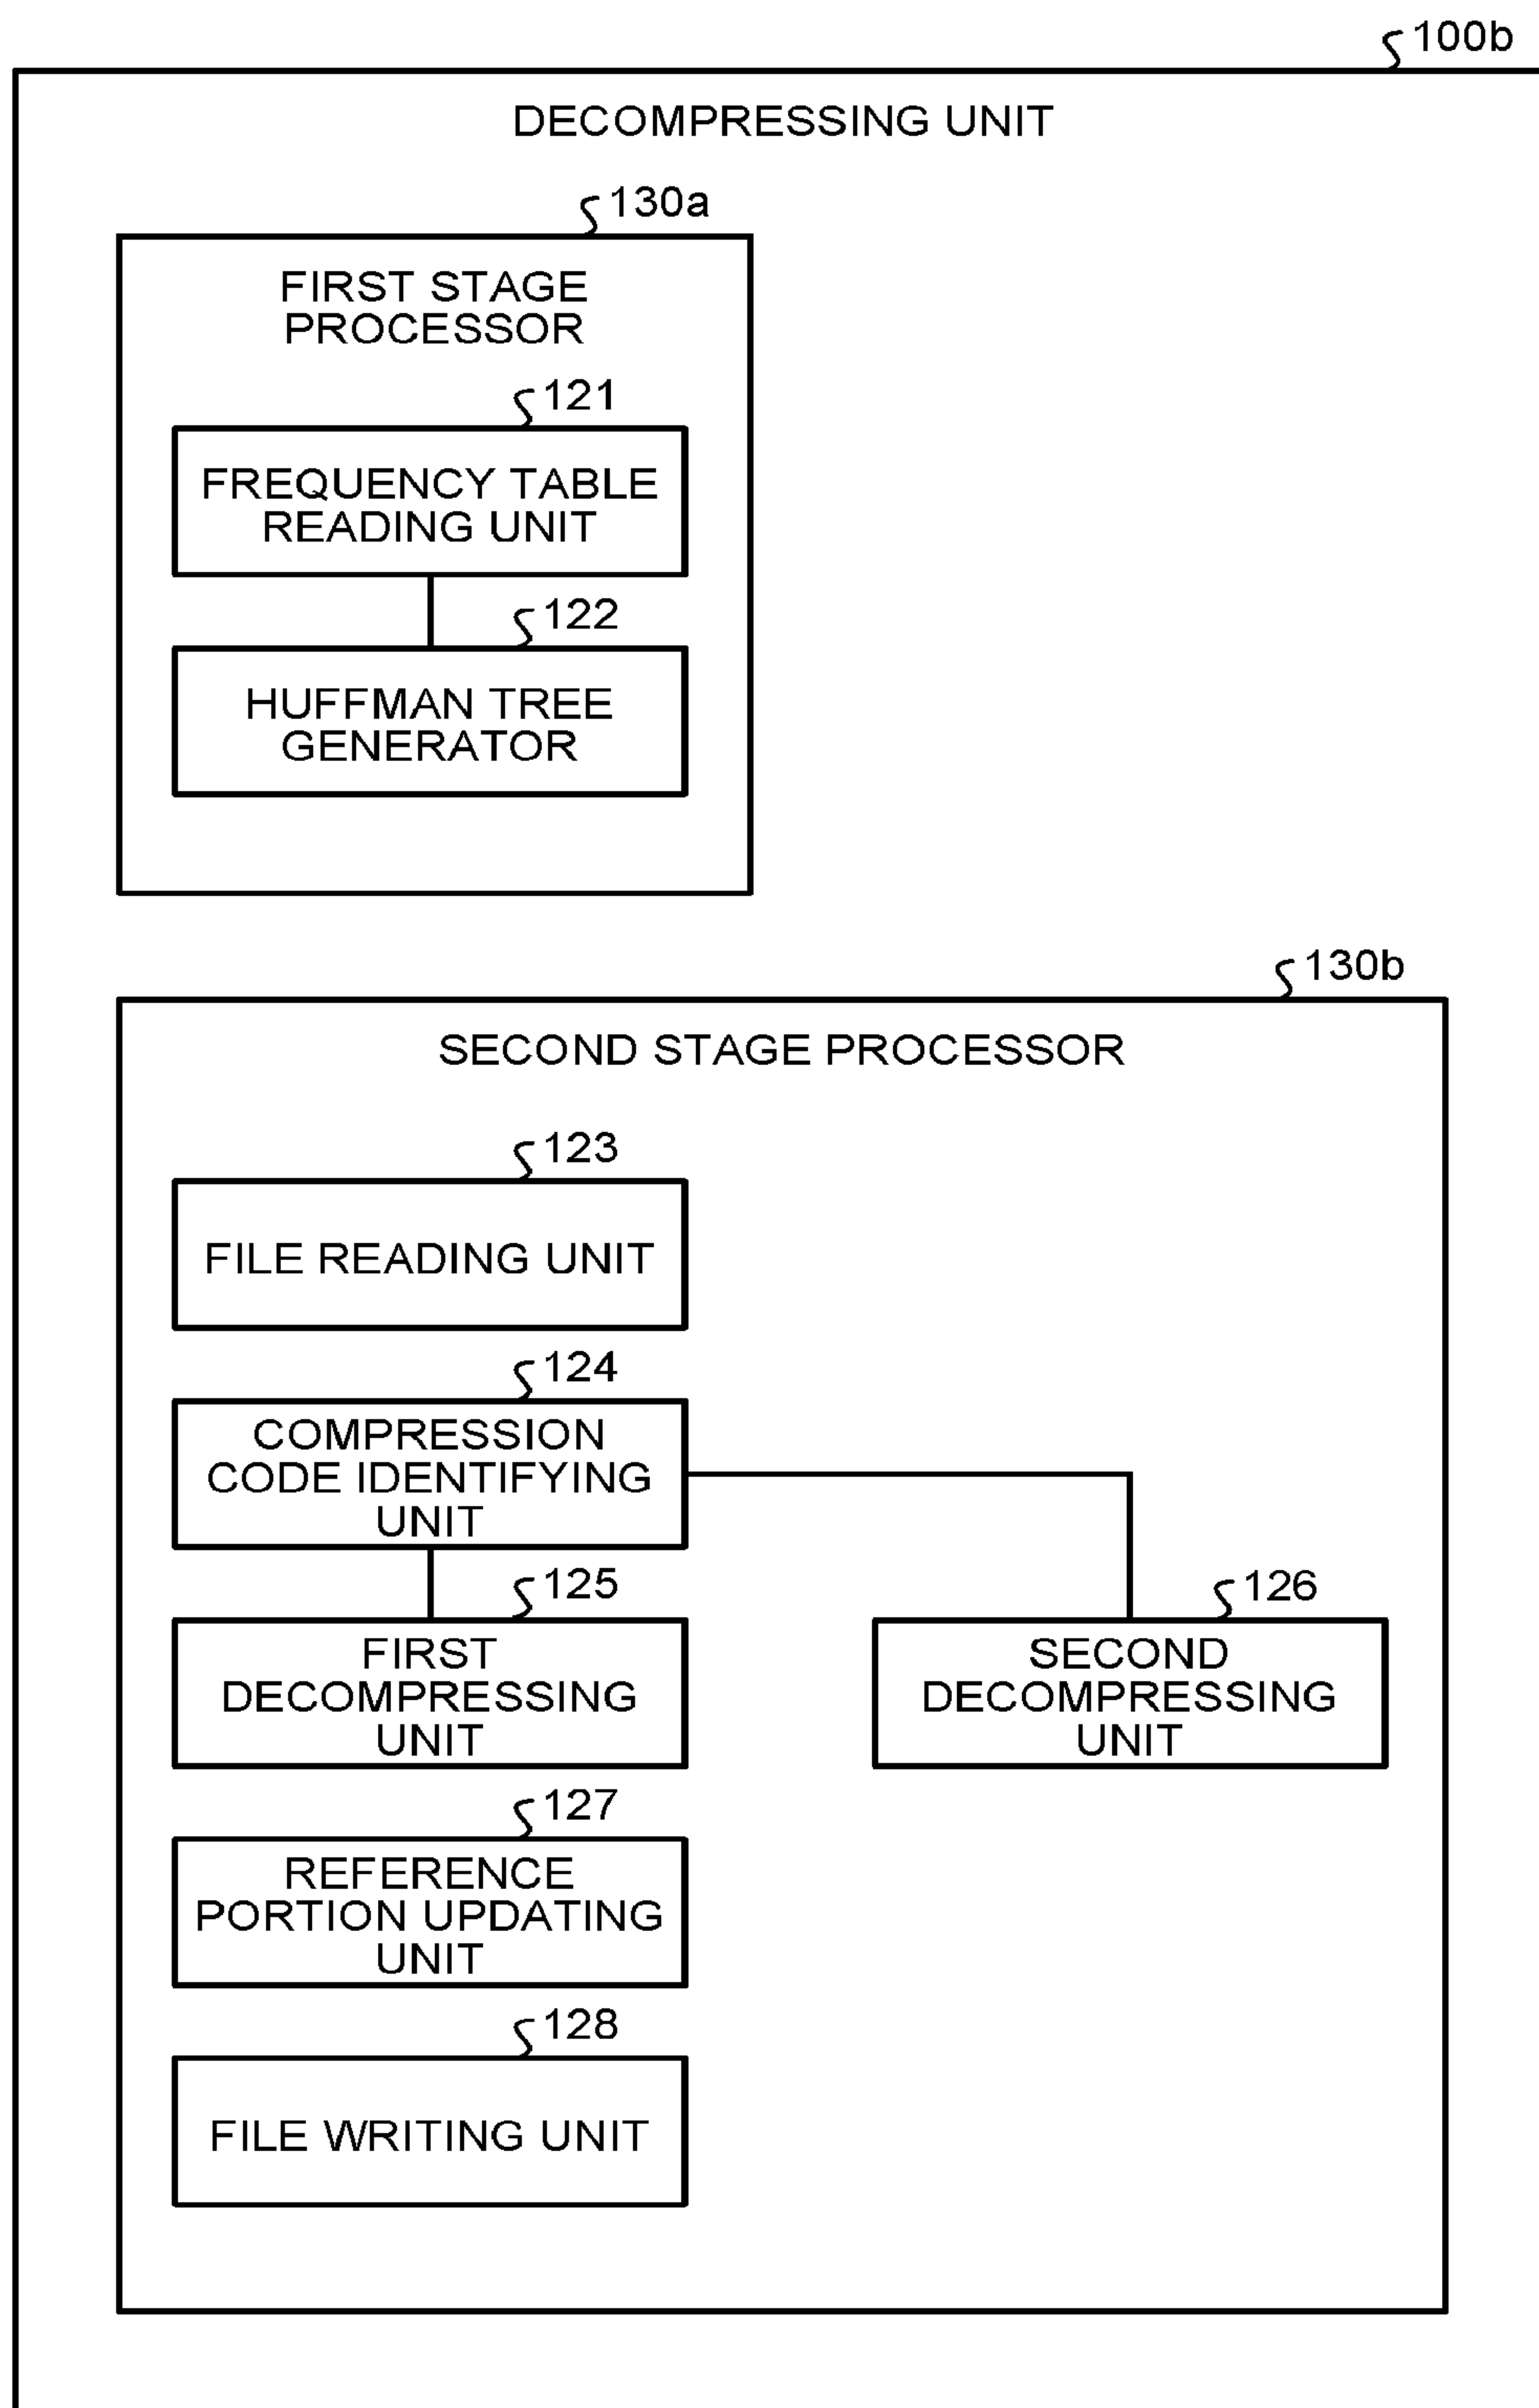 100b
DECOMPRESSING UNIT
130a
FIRST STAGE
PROCESSOR
121
FREQUENCY TABLE
READING UNIT
122
HUFFMAN TREE
GENERATOR
130b
SECOND STAGE PROCESSOR
123
FILE READING UNIT
124
COMPRESSION
CODE IDENTIFYING
UNIT
125
FIRST
DECOMPRESSING
UNIT
126
SECOND
DECOMPRESSING
UNIT
127
REFERENCE
PORTION UPDATING
UNIT
128
FILE WRITING UNIT